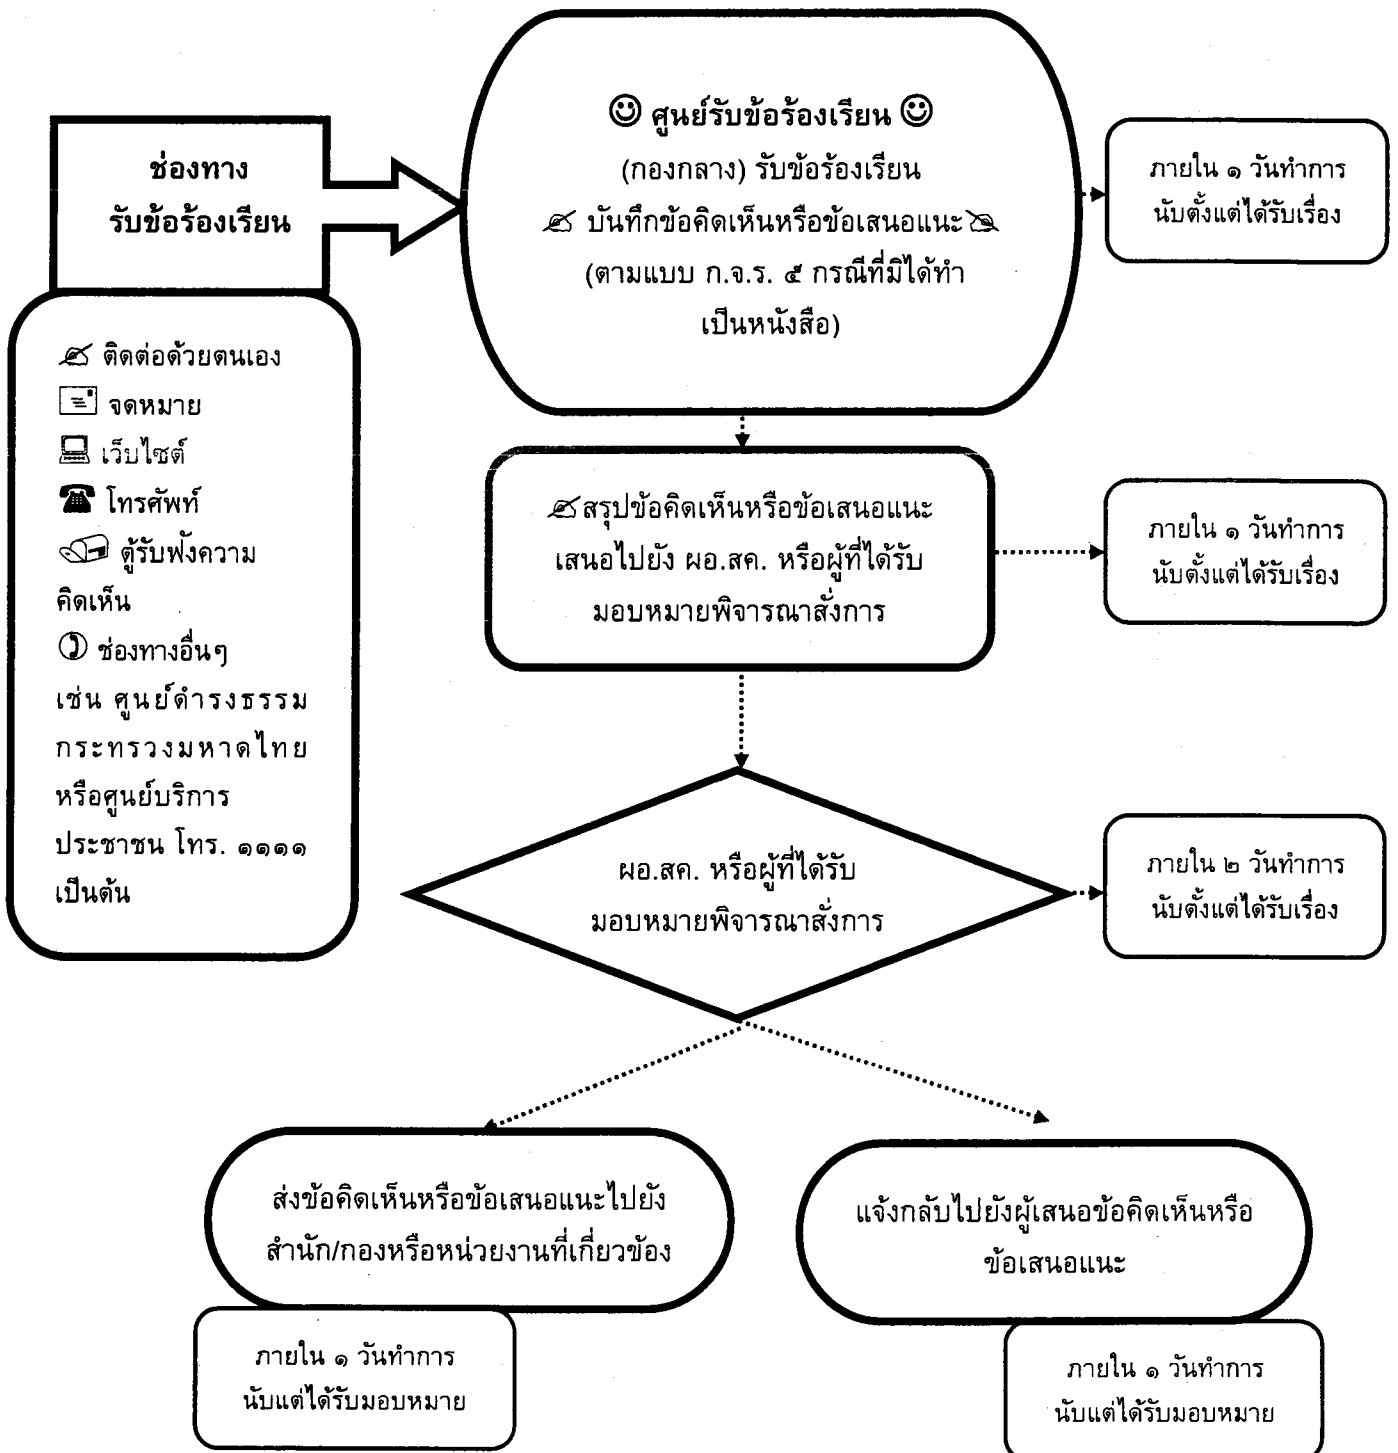 ช่องทาง
รับข้อร้องเรียน
ติดต่อด้วยตนเอง
จดหมาย
เว็บไซต์
โทรศัพท์
ตู้รับฟังความ
คิดเห็น
ช่องทางอื่นๆ
เช่น ศูนย์ดำรงธรรม
กระทรวงมหาดไทย
หรือศูนย์บริการ
ประชาชน โทร. ๑๑๑๑
เป็นต้น
ศูนย์รับข้อร้องเรียน
(กองกลาง) รับข้อร้องเรียน
บันทึกข้อคิดเห็นหรือข้อเสนอแนะ
(ตามแบบ ก.จ.ร. ๕ กรณีที่มิได้ทำ
เป็นหนังสือ)
ภายใน ๑ วันทำการ
นับตั้งแต่ได้รับเรื่อง
สรุปข้อคิดเห็นหรือข้อเสนอแนะ
เสนอไปยัง ผอ.สค. หรือผู้ที่ได้รับ
มอบหมายพิจารณาสั่งการ
ภายใน ๑ วันทำการ
นับตั้งแต่ได้รับเรื่อง
ผอ.สค. หรือผู้ที่ได้รับ
มอบหมายพิจารณาสั่งการ
ภายใน ๒ วันทำการ
นับตั้งแต่ได้รับเรื่อง
ส่งข้อคิดเห็นหรือข้อเสนอแนะไปยัง
สำนัก/กองหรือหน่วยงานที่เกี่ยวข้อง
ภายใน ๑ วันทำการ
นับแต่ได้รับมอบหมาย
แจ้งกลับไปยังผู้เสนอข้อคิดเห็นหรือ
ข้อเสนอแนะ
ภายใน ๑ วันทำการ
นับแต่ได้รับมอบหมาย